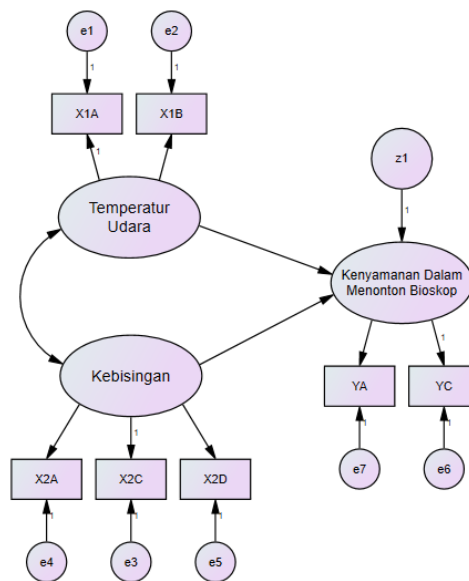 e1
e2
1
1
X1A
X1B
1
z1
Temperatur
Udara
1
Kenyamanan Dalam
Menonton Bioskop
Kebisingan
1
YA
YC
1
X2A
X2C
X2D
1
1
e7
e6
1
1
1
e4
e3
e5